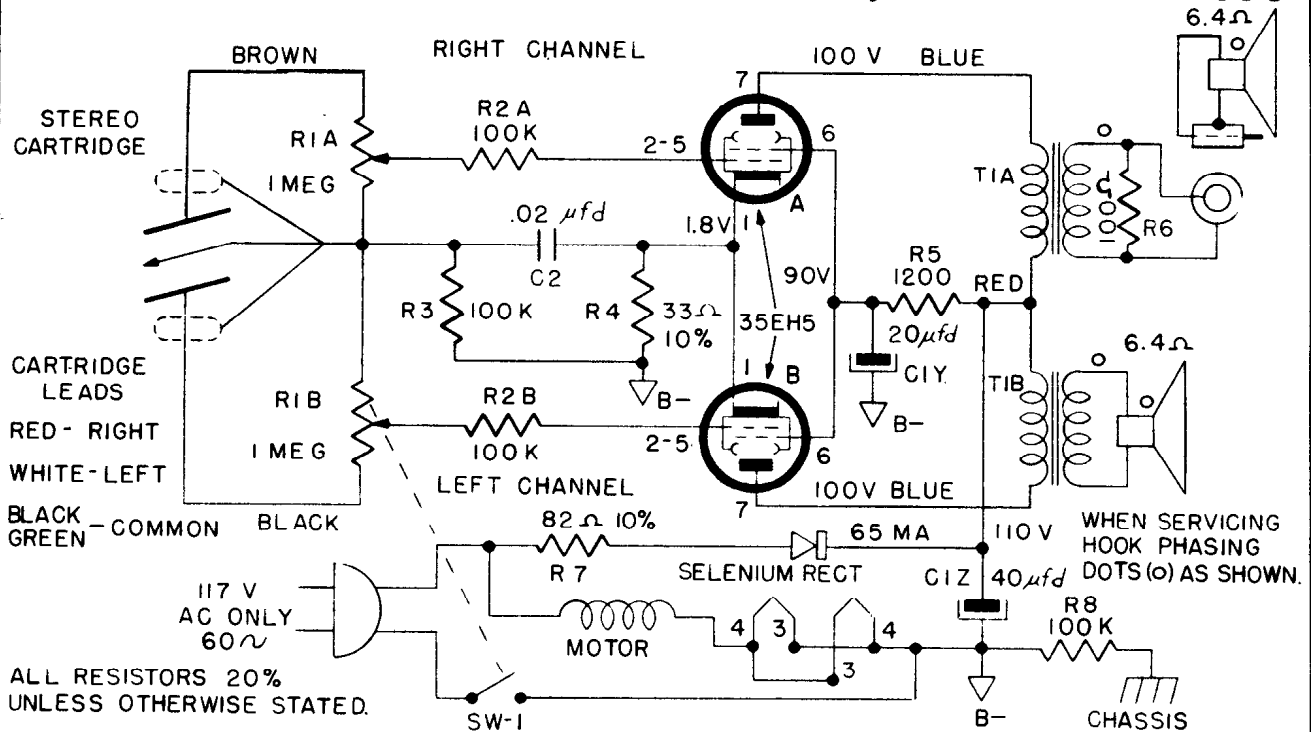 6.4Ω
BROWN
RIGHT CHANNEL
100 V BLUE
7
STEREO
CARTRIDGE
R1A
1 MEG
R2A
100K
2-5
6
A
1.8V
1
T1A
R6
.02 µfd
C2
R3
100K
R4
33Ω
10%
90V
35EH5
R5
1200
RED
20µfd
C1Y
B-
B-
6.4Ω
T1B
CARTRIDGE
LEADS
RED - RIGHT
WHITE - LEFT
BLACK
GREEN - COMMON
R1B
1 MEG
R2B
100K
2-5
1
B
6
7
LEFT CHANNEL
100V BLUE
BLACK
82Ω 10%
R7
SELENIUM RECT
65 MA
110 V
WHEN SERVICING
HOOK PHASING
DOTS (o) AS SHOWN.
C1Z
40µfd
R8
100K
117 V
AC ONLY
60~
MOTOR
4
3
4
3
ALL RESISTORS 20%
UNLESS OTHERWISE STATED.
SW-1
B-
CHASSIS